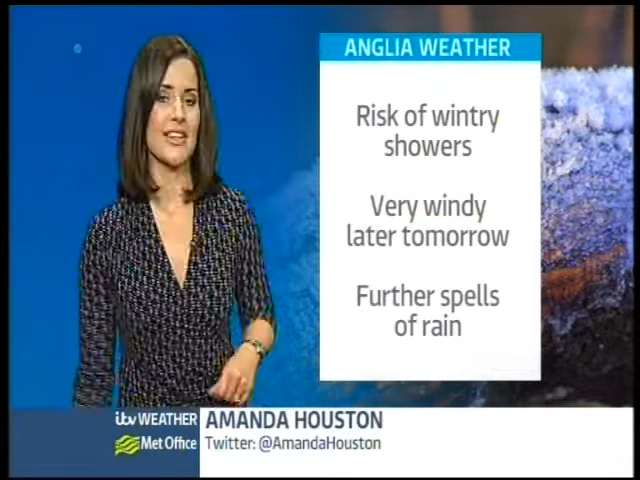 ANGLIA WEATHER
Risk of wintry
showers
Very windy
later tomorrow
Further spells
of rain
itv WEATHER
Met Office
AMANDA HOUSTON
Twitter: @AmandaHouston